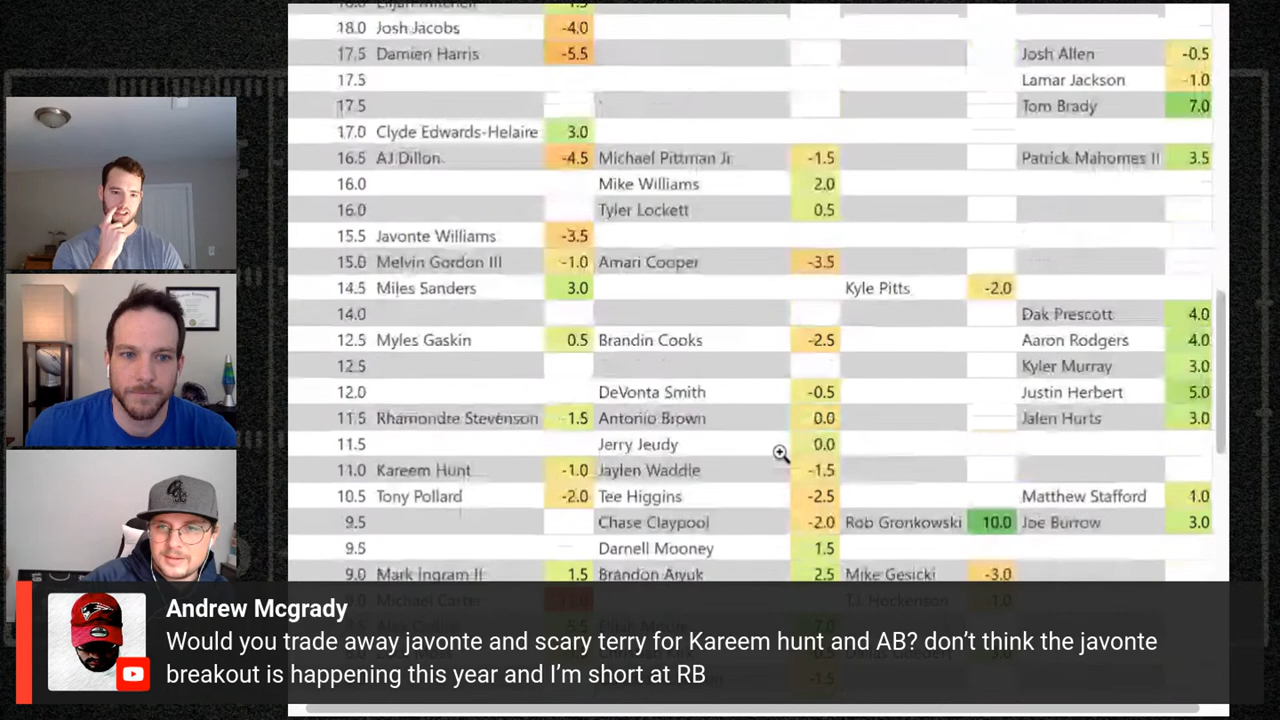 18.0 Josh Jacobs -4.0
17.5 Damien Harris -5.5 Josh Allen -0.5
17.5 Lamar Jackson -1.0
17.5 Tom Brady 7.0
17.0 Clyde Edwards-Helaire 3.0
16.5 AJ Dillon -4.5 Michael Pittman Jr -1.5 Patrick Mahomes II 3.5
16.0 Mike Williams 2.0
16.0 Tyler Lockett 0.5
15.5 Javonte Williams -3.5
15.0 Melvin Gordon III -1.0 Amari Cooper -3.5
14.5 Miles Sanders 3.0 Kyle Pitts -2.0
14.0 Dak Prescott 4.0
12.5 Myles Gaskin 0.5 Brandin Cooks -2.5 Aaron Rodgers 4.0
12.5 Kyler Murray 3.0
12.0 DeVonta Smith -0.5 Justin Herbert 5.0
11.5 Rhamondre Stevenson -1.5 Antonio Brown 0.0 Jalen Hurts 3.0
11.5 Jerry Jeudy 0.0
11.0 Kareem Hunt -1.0 Jaylen Waddle -1.5
10.5 Tony Pollard -2.0 Tee Higgins -2.5 Matthew Stafford 1.0
9.5 Chase Claypool -2.0 Rob Gronkowski 10.0 Joe Burrow 3.0
9.5 Darnell Mooney 1.5
9.0 Mark Ingram II 1.5 Brandon Aiyuk 2.5 Mike Gesicki -3.0
Michael Carter T.J. Hockenson -1.0
Andrew Mcgrady
Would you trade away javonte and scary terry for Kareem hunt and AB? don't think the javonte
breakout is happening this year and I'm short at RB